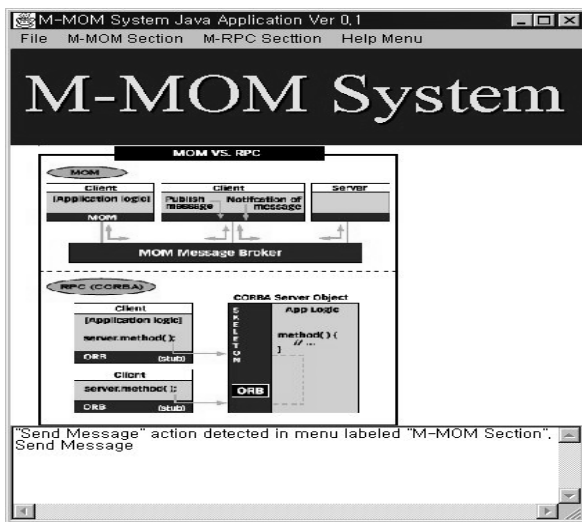 M-MOM System Java Application Ver 0,1
File M-MOM Section M-RPC Secttion Help Menu
M-MOM System
MOM VS. RPC
MOM
Client Client Server
[Application logic] Publish message Notification of message
MOM
MOM Message Broker
RPC (CORBA)
CORBA Server Object
Client
[Application logic]
server.method( );
ORB (stub)
Client
server.method( );
ORB (stub)
SKELETON
App Logic
method( ) {
// ...
}
ORB
"Send Message" action detected in menu labeled "M-MOM Section",
Send Message